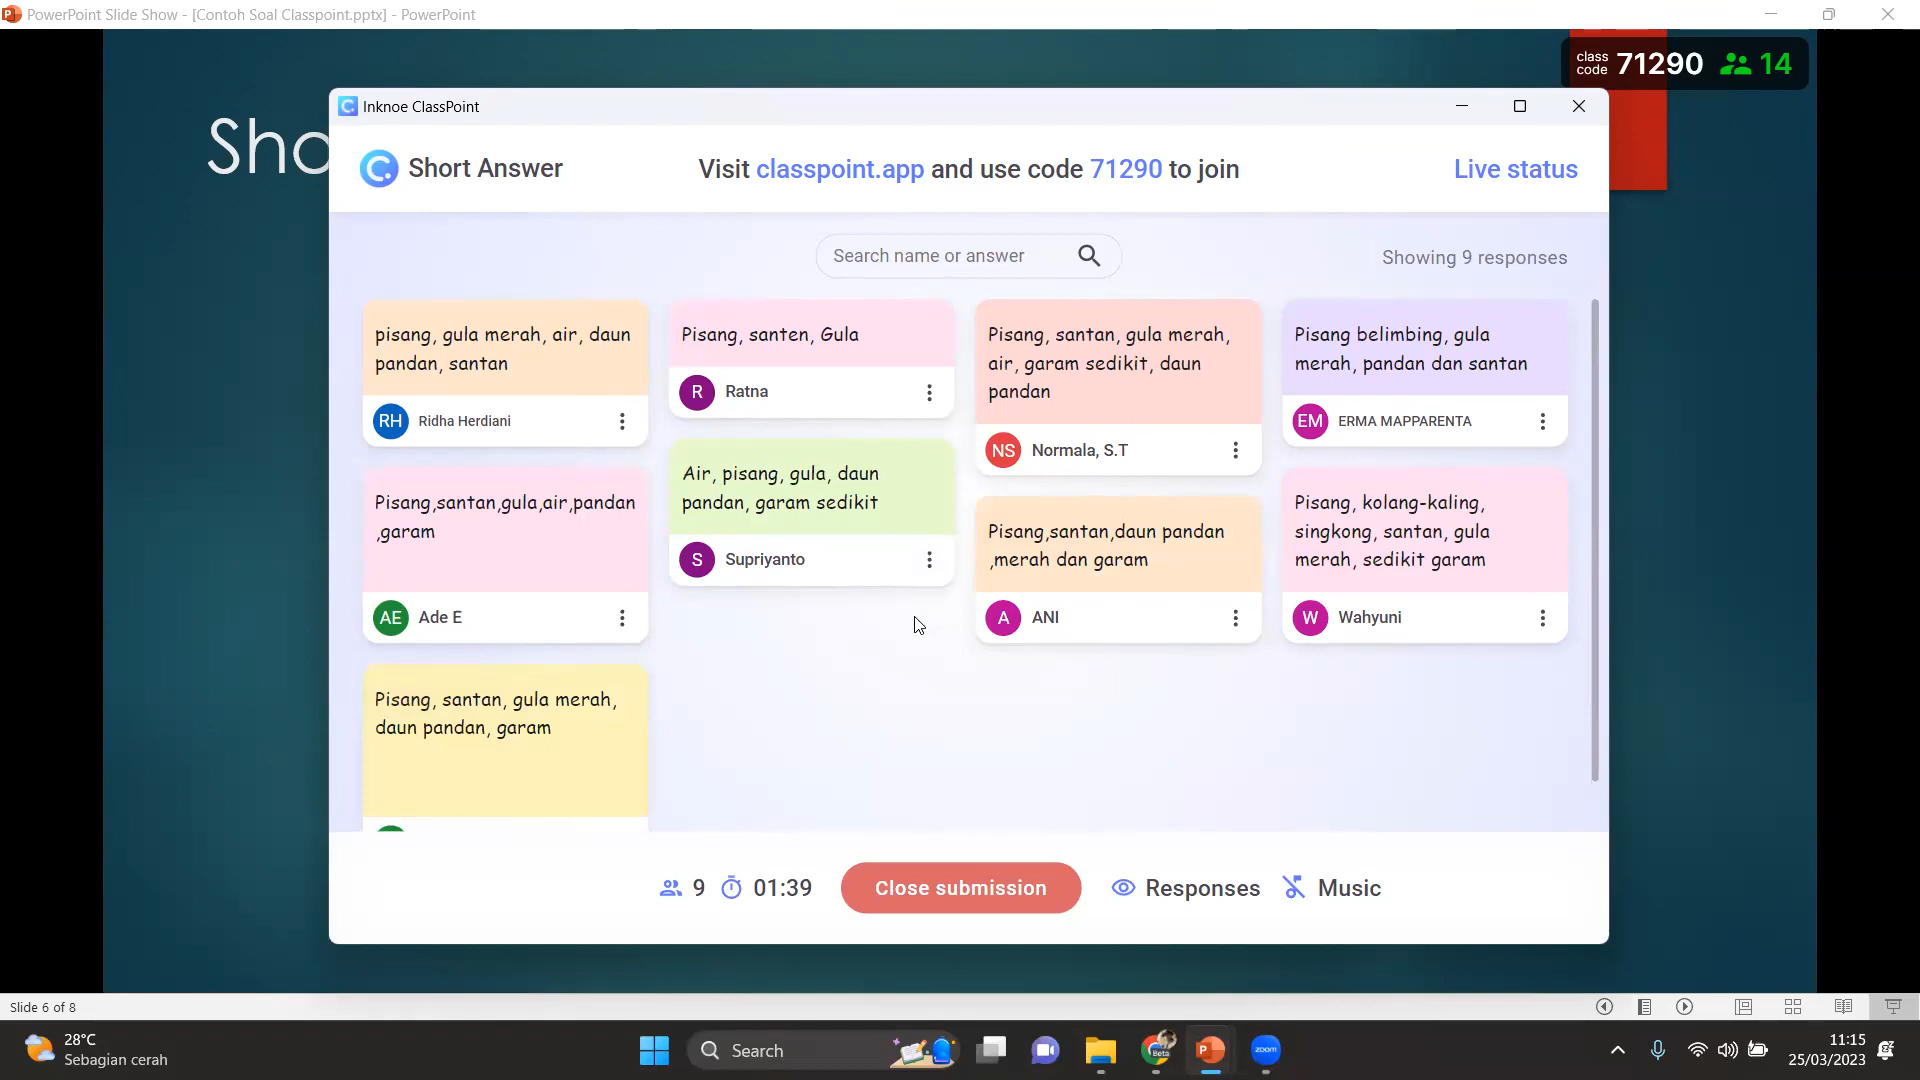 PowerPoint Slide Show - [Contoh Soal Classpoint.pptx] - PowerPoint
class code 71290 14
Sho
Inknoe ClassPoint
Short Answer
Visit classpoint.app and use code 71290 to join
Live status
Search name or answer
Showing 9 responses
pisang, gula merah, air, daun
pandan, santan
RH Ridha Herdiani
Pisang, santen, Gula
R Ratna
Pisang, santan, gula merah,
air, garam sedikit, daun
pandan
NS Normala, S.T
Pisang belimbing, gula
merah, pandan dan santan
EM ERMA MAPPARENTA
Pisang,santan,gula,air,pandan
,garam
AE Ade E
Air, pisang, gula, daun
pandan, garam sedikit
S Supriyanto
Pisang,santan,daun pandan
,merah dan garam
A ANI
Pisang, kolang-kaling,
singkong, santan, gula
merah, sedikit garam
W Wahyuni
Pisang, santan, gula merah,
daun pandan, garam
9 01:39 Close submission Responses Music
Slide 6 of 8
28°C
Sebagian cerah
Search
Beta
zoom
11:15
25/03/2023